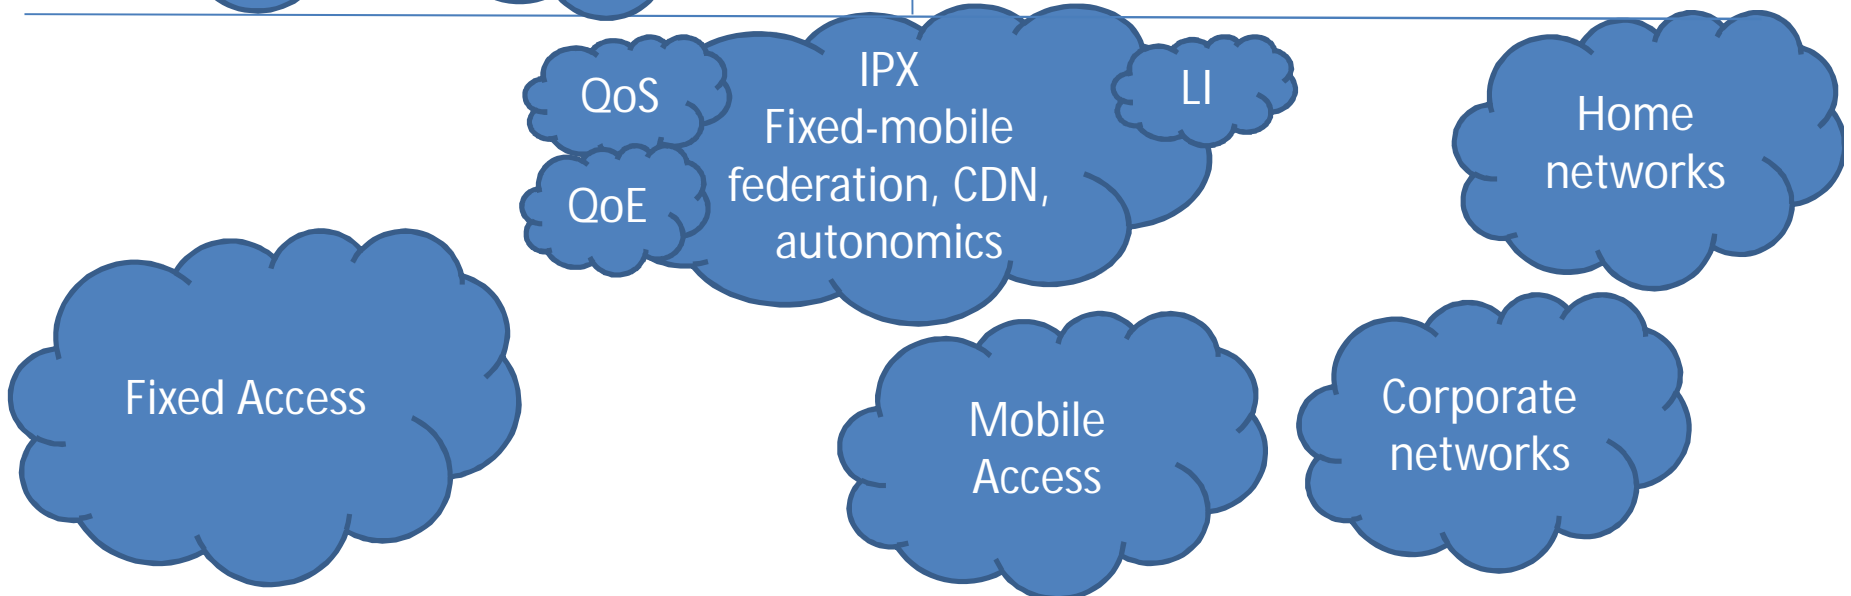 QoS
QoE
IPX
Fixed-mobile
federation, CDN,
autonomics
LI
Home
networks
Fixed Access
Mobile
Access
Corporate
networks